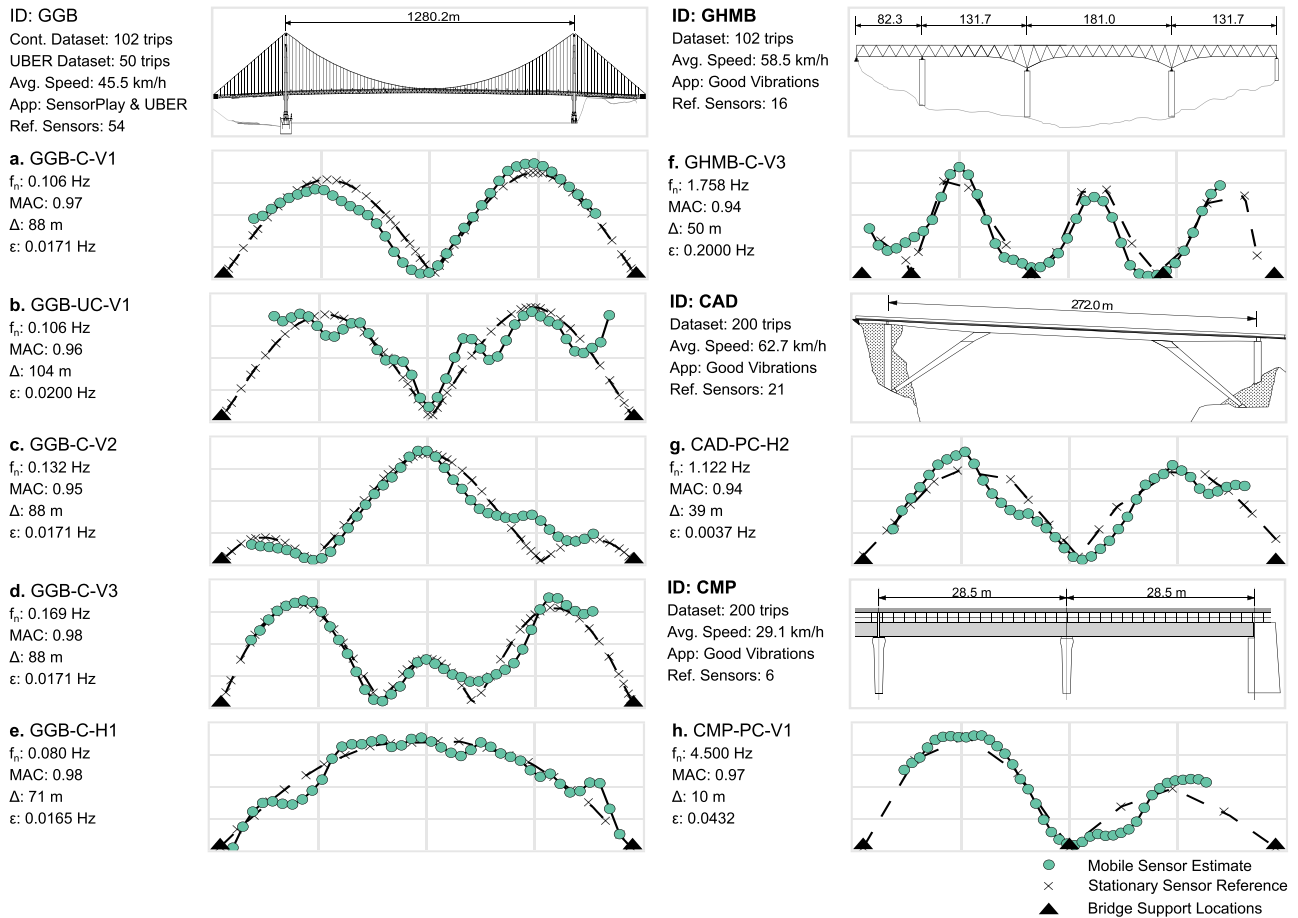 ID: GGB
Cont. Dataset: 102 trips
UBER Dataset: 50 trips
Avg. Speed: 45.5 km/h
App: SensorPlay & UBER
Ref. Sensors: 54
1280.2m
a. GGB-C-V1
fn: 0.106 Hz
MAC: 0.97
Δ: 88 m
ε: 0.0171 Hz
b. GGB-UC-V1
fn: 0.106 Hz
MAC: 0.96
Δ: 104 m
ε: 0.0200 Hz
c. GGB-C-V2
fn: 0.132 Hz
MAC: 0.95
Δ: 88 m
ε: 0.0171 Hz
d. GGB-C-V3
fn: 0.169 Hz
MAC: 0.98
Δ: 88 m
ε: 0.0171 Hz
e. GGB-C-H1
fn: 0.080 Hz
MAC: 0.98
Δ: 71 m
ε: 0.0165 Hz
ID: GHMB
Dataset: 102 trips
Avg. Speed: 58.5 km/h
App: Good Vibrations
Ref. Sensors: 16
82.3 131.7 181.0 131.7
f. GHMB-C-V3
fn: 1.758 Hz
MAC: 0.94
Δ: 50 m
ε: 0.2000 Hz
ID: CAD
Dataset: 200 trips
Avg. Speed: 62.7 km/h
App: Good Vibrations
Ref. Sensors: 21
272.0 m
g. CAD-PC-H2
fn: 1.122 Hz
MAC: 0.94
Δ: 39 m
ε: 0.0037 Hz
ID: CMP
Dataset: 200 trips
Avg. Speed: 29.1 km/h
App: Good Vibrations
Ref. Sensors: 6
28.5 m 28.5 m
h. CMP-PC-V1
fn: 4.500 Hz
MAC: 0.97
Δ: 10 m
ε: 0.0432
Mobile Sensor Estimate
Stationary Sensor Reference
Bridge Support Locations